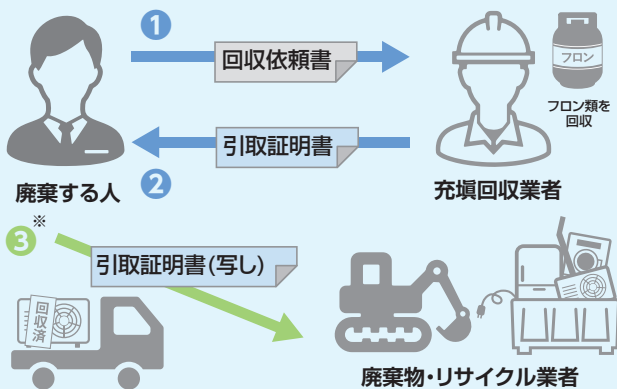 1
回収依頼書
フロン
フロン類を
回収
引取証明書
2
廃棄する人
充塡回収業者
※
3
引取証明書(写し)
回収済
廃棄物・リサイクル業者